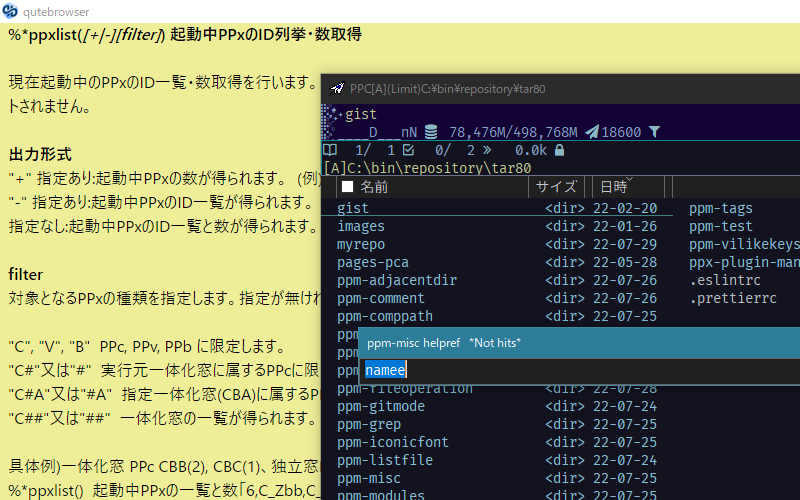 qutebrowser
%*ppxlist([+/-][filter]) 起動中PPxのID列挙・数取得
現在起動中のPPxのID一覧・数取得を行います。
トされません。
出力形式
"+" 指定あり:起動中PPxの数が得られます。 (例)
"-" 指定あり:起動中PPxのID一覧が得られます。
指定なし:起動中PPxのID一覧と数が得られます。
filter
対象となるPPxの種類を指定します。指定が無けれ
"C", "V", "B" PPc, PPv, PPb に限定します。
"C#"又は"#" 実行元一体化窓に属するPPcに限
"C#A"又は"#A" 指定一体化窓(CBA)に属するP
"C##"又は"##" 一体化窓の一覧が得られます。
具体例)一体化窓 PPc CBB(2), CBC(1)、独立窓
%*ppxlist() 起動中PPxの一覧と数「6,C_Zbb,C_
PPC[A](Limit)C:¥bin¥repository¥tar80
gist
-____D___nN 78,476M/498,768M 18600
1/ 1 0/ 2 » 0.0k
[A]C:\bin\repository\tar80
名前 サイズ 日時
gist <dir> 22-02-20 ppm-tags
images <dir> 22-01-26 ppm-test
myrepo <dir> 22-07-29 ppm-vilikekeys
pages-pca <dir> 22-05-28 ppx-plugin-man
ppm-adjacentdir <dir> 22-07-26 .eslintrc
ppm-comment <dir> 22-07-26 .prettierrc
ppm-comppath <dir> 22-07-25
ppm-misc helpref *Not hits*
namee
ppm-fileoperation <dir> 22-07-28
ppm-gitmode <dir> 22-07-24
ppm-grep <dir> 22-07-25
ppm-iconicfont <dir> 22-07-25
ppm-listfile <dir> 22-07-24
ppm-misc <dir> 22-07-25
ppm-modules <dir> 22-07-25